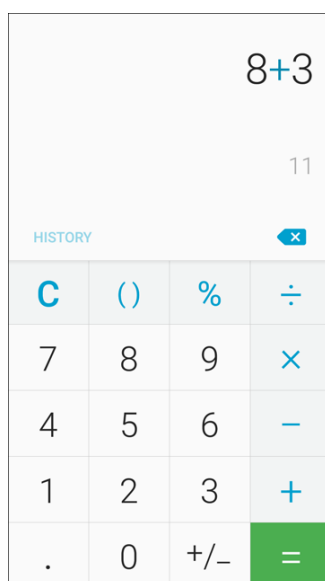 8+3
11
HISTORY
C () % ÷
7 8 9 ×
4 5 6 −
1 2 3 +
. 0 +/− =